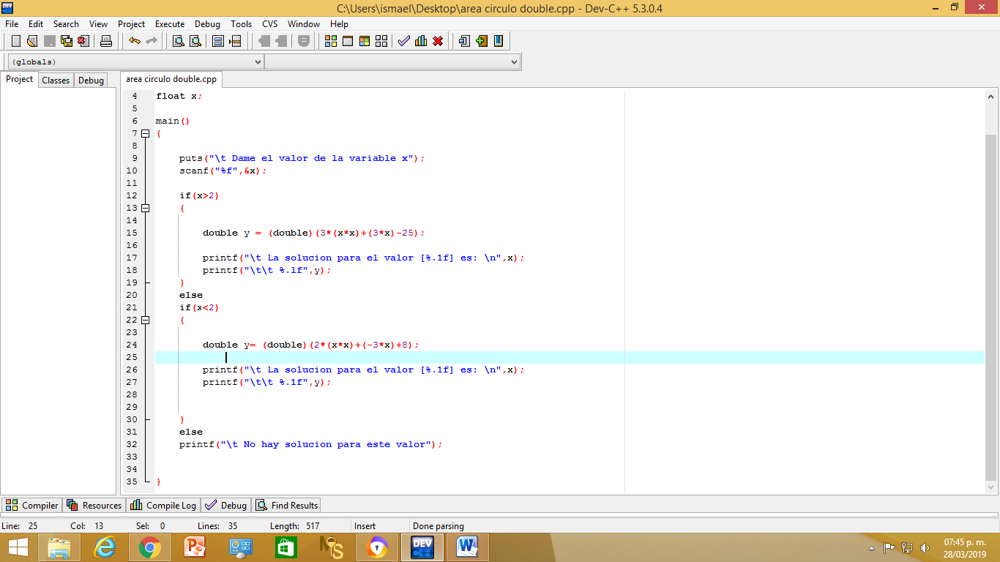 C:\Users\ismael\Desktop\area circulo double.cpp - Dev-C++ 5.3.0.4
File Edit Search View Project Execute Debug Tools CVS Window Help
(globals)
Project Classes Debug
area circulo double.cpp
4 float x;
5
6 main()
7 {
8
9 puts("\t Dame el valor de la variable x");
10 scanf("%f",&x);
11
12 if(x>2)
13 {
14
15 double y = (double)(3*(x*x)+(3*x)-25);
16
17 printf("\t La solucion para el valor [%.1f] es: \n",x);
18 printf("\t\t %.lf",y);
19 }
20 else
21 if(x<2)
22 {
23
24 double y= (double)(2*(x*x)+(-3*x)+8);
25
26 printf("\t La solucion para el valor [%.1f] es: \n",x);
27 printf("\t\t %.1f",y);
28
29
30 }
31 else
32 printf("\t No hay solucion para este valor");
33
34
35 }
Compiler Resources Compile Log Debug Find Results
Line: 25 Col: 13 Sel: 0 Lines: 35 Length: 517 Insert Done parsing
07:45 p. m.
28/03/2019